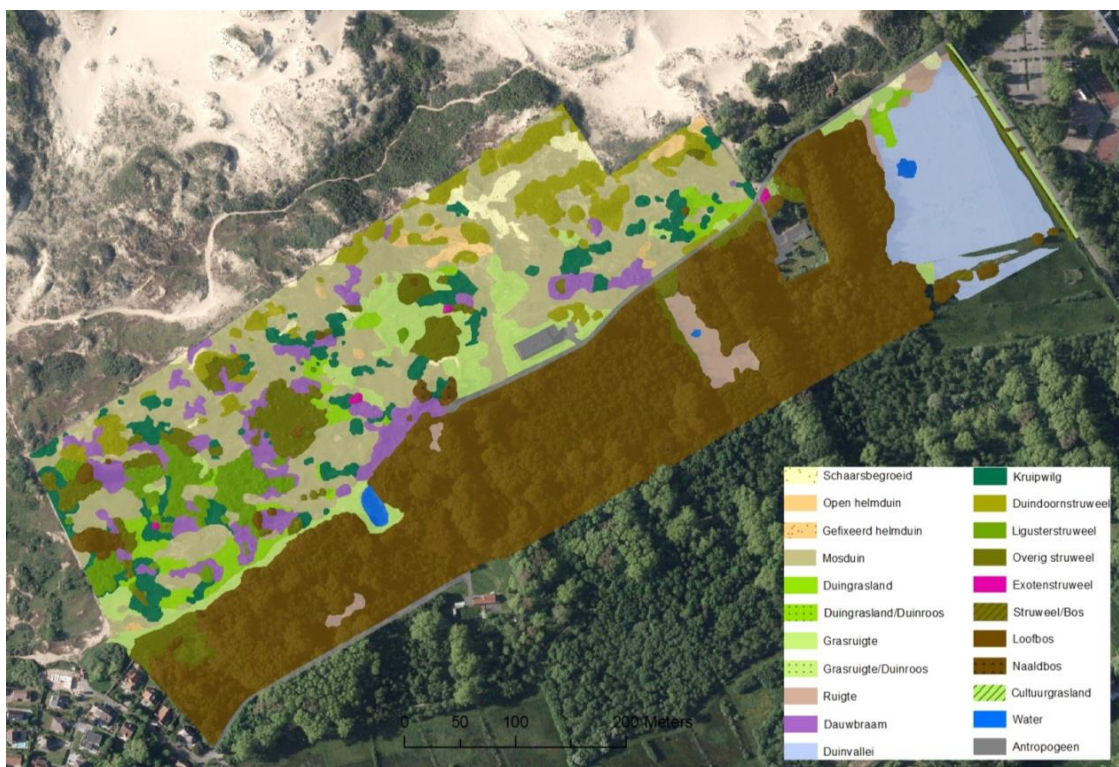 Schaarsbegroeid
Open helmduin
Gefixeerd helmduin
Mosduin
Duingrasland
Duingrasland/Duinroos
Grasruigte
Grasruigte/Duinroos
Ruigte
Dauwbraam
Duinvallei
Kruipwilg
Duindoornstruweel
Ligusterstruweel
Overig struweel
Exotenstruweel
Struweel/Bos
Loofbos
Naaldbos
Cultuurgrasland
Water
Antropogeen
0 50 100 200 Meters